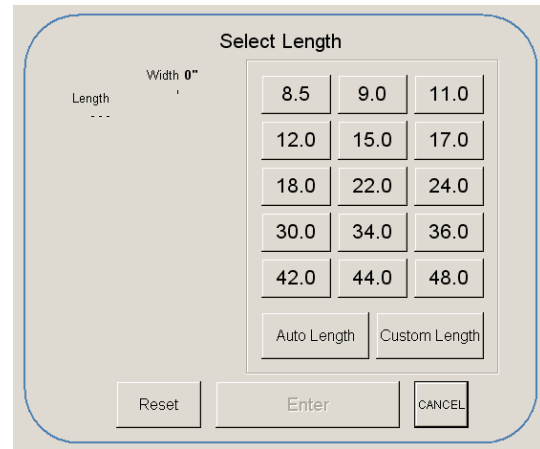 Select Length
Width 0"
Length
- - -
8.5 9.0 11.0
12.0 15.0 17.0
18.0 22.0 24.0
30.0 34.0 36.0
42.0 44.0 48.0
Auto Length Custom Length
Reset Enter CANCEL